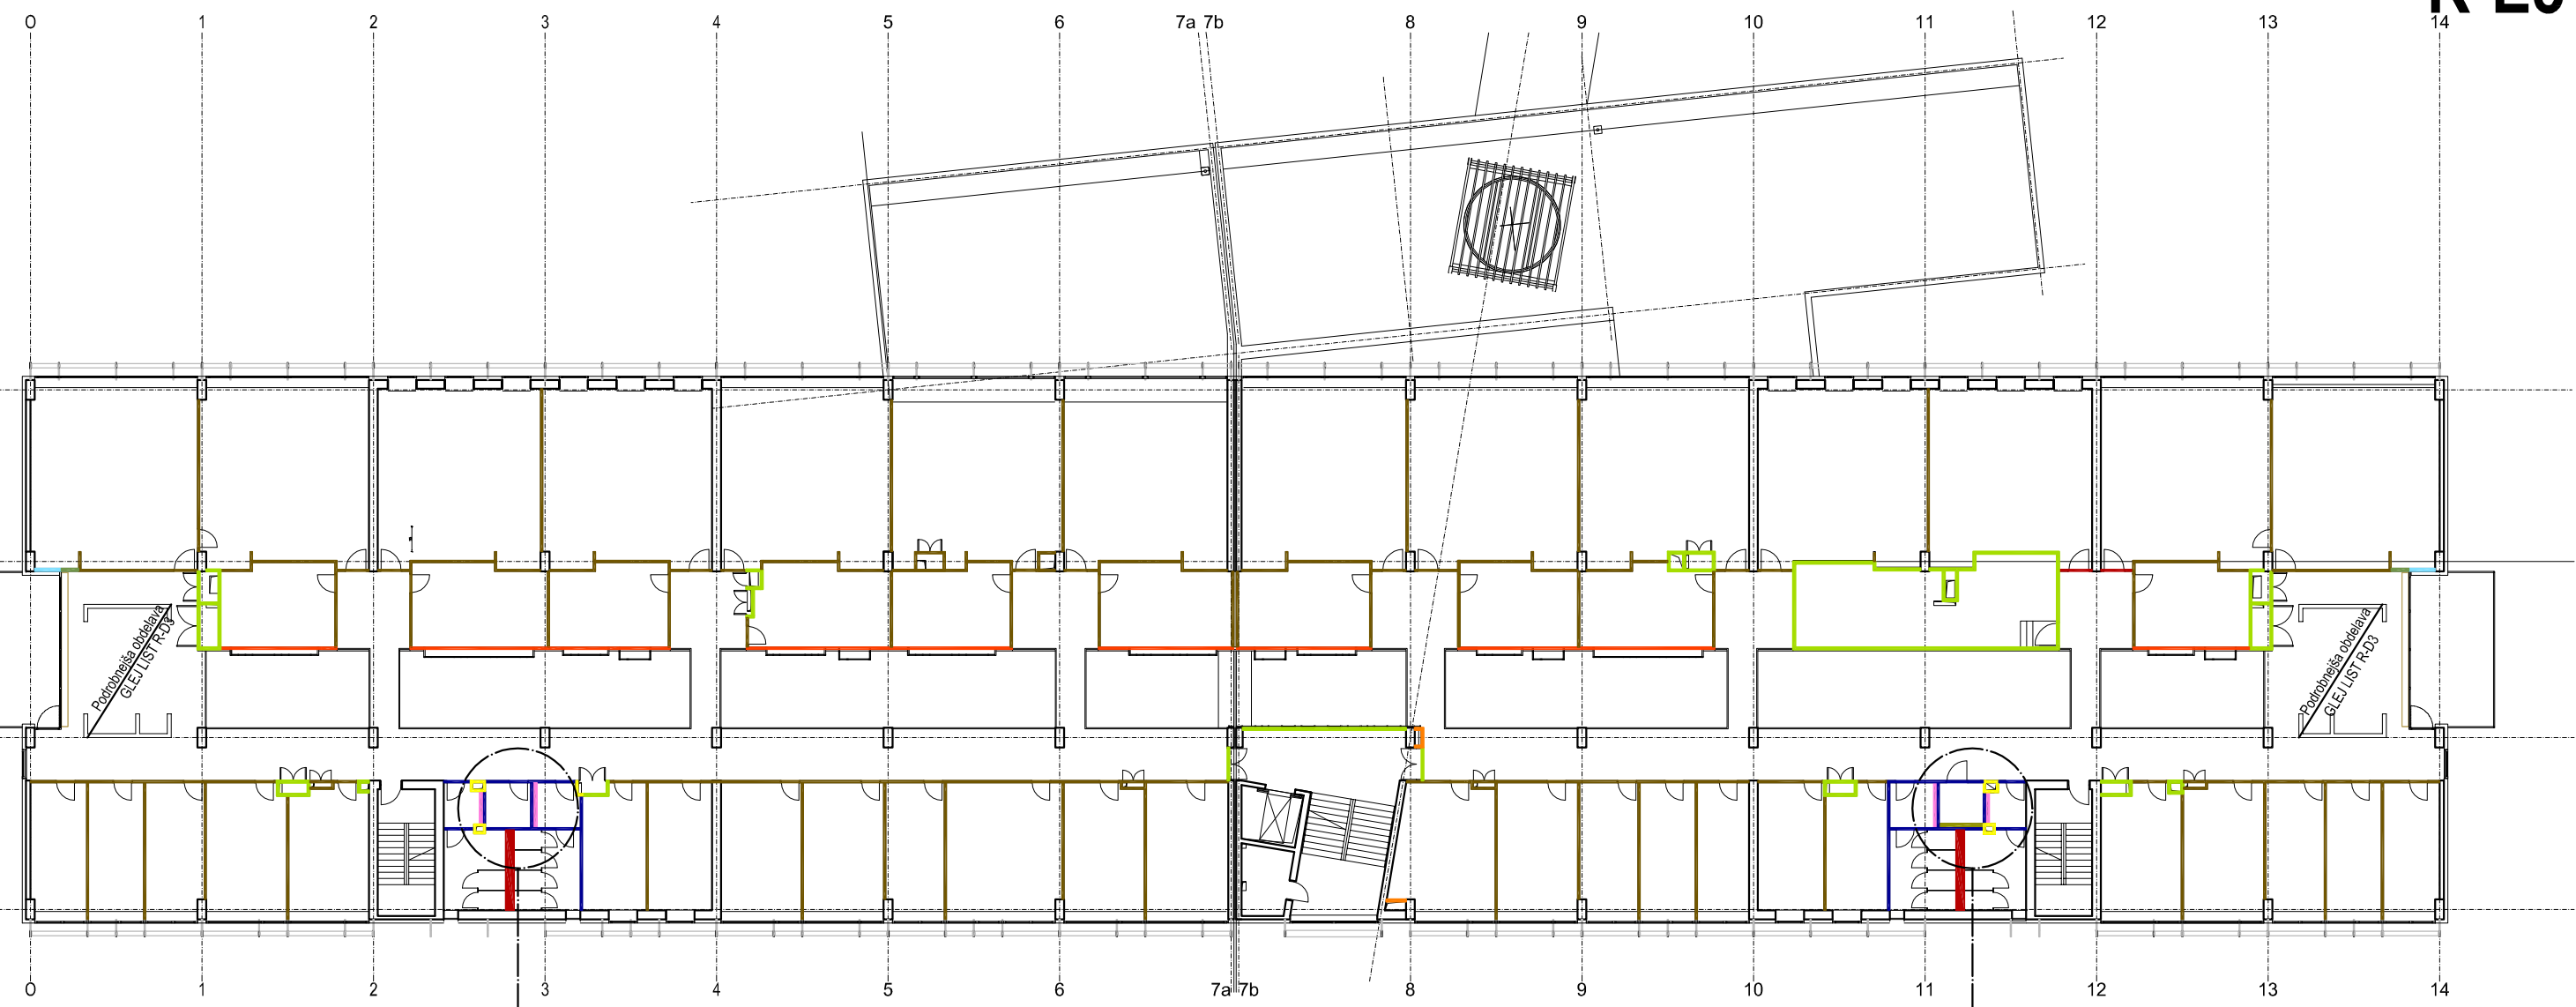 0 1 2 3 4 5 6 7a 7b 8 9 10 11 12 13 14
Podrobnejša obdelava
GLEJ LIST R-D3
Podrobnejša obdelava
GLEJ LIST R-D3
0 1 2 3 4 5 6 7a 7b 8 9 10 11 12 13 14